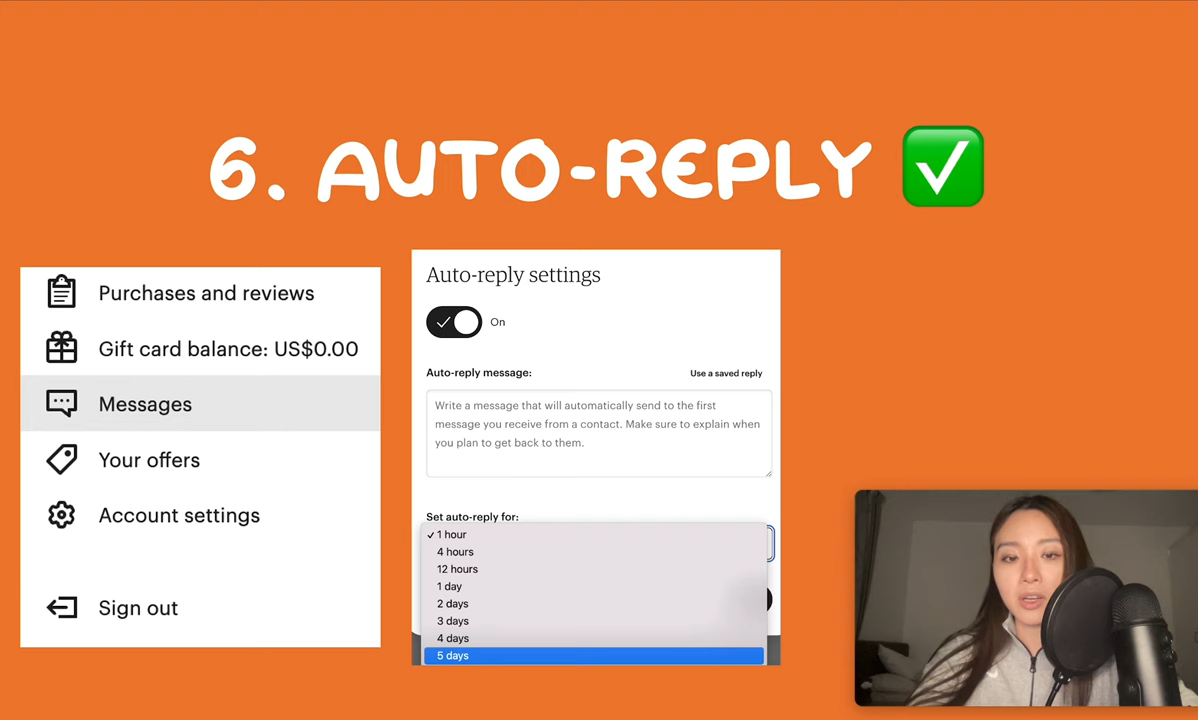 6. AUTO-REPLY
Purchases and reviews
Gift card balance: US$0.00
Messages
Your offers
Account settings
Sign out
Auto-reply settings
On
Auto-reply message:
Use a saved reply
Write a message that will automatically send to the first
message you receive from a contact. Make sure to explain when
you plan to get back to them.
Set auto-reply for:
1 hour
4 hours
12 hours
1 day
2 days
3 days
4 days
5 days